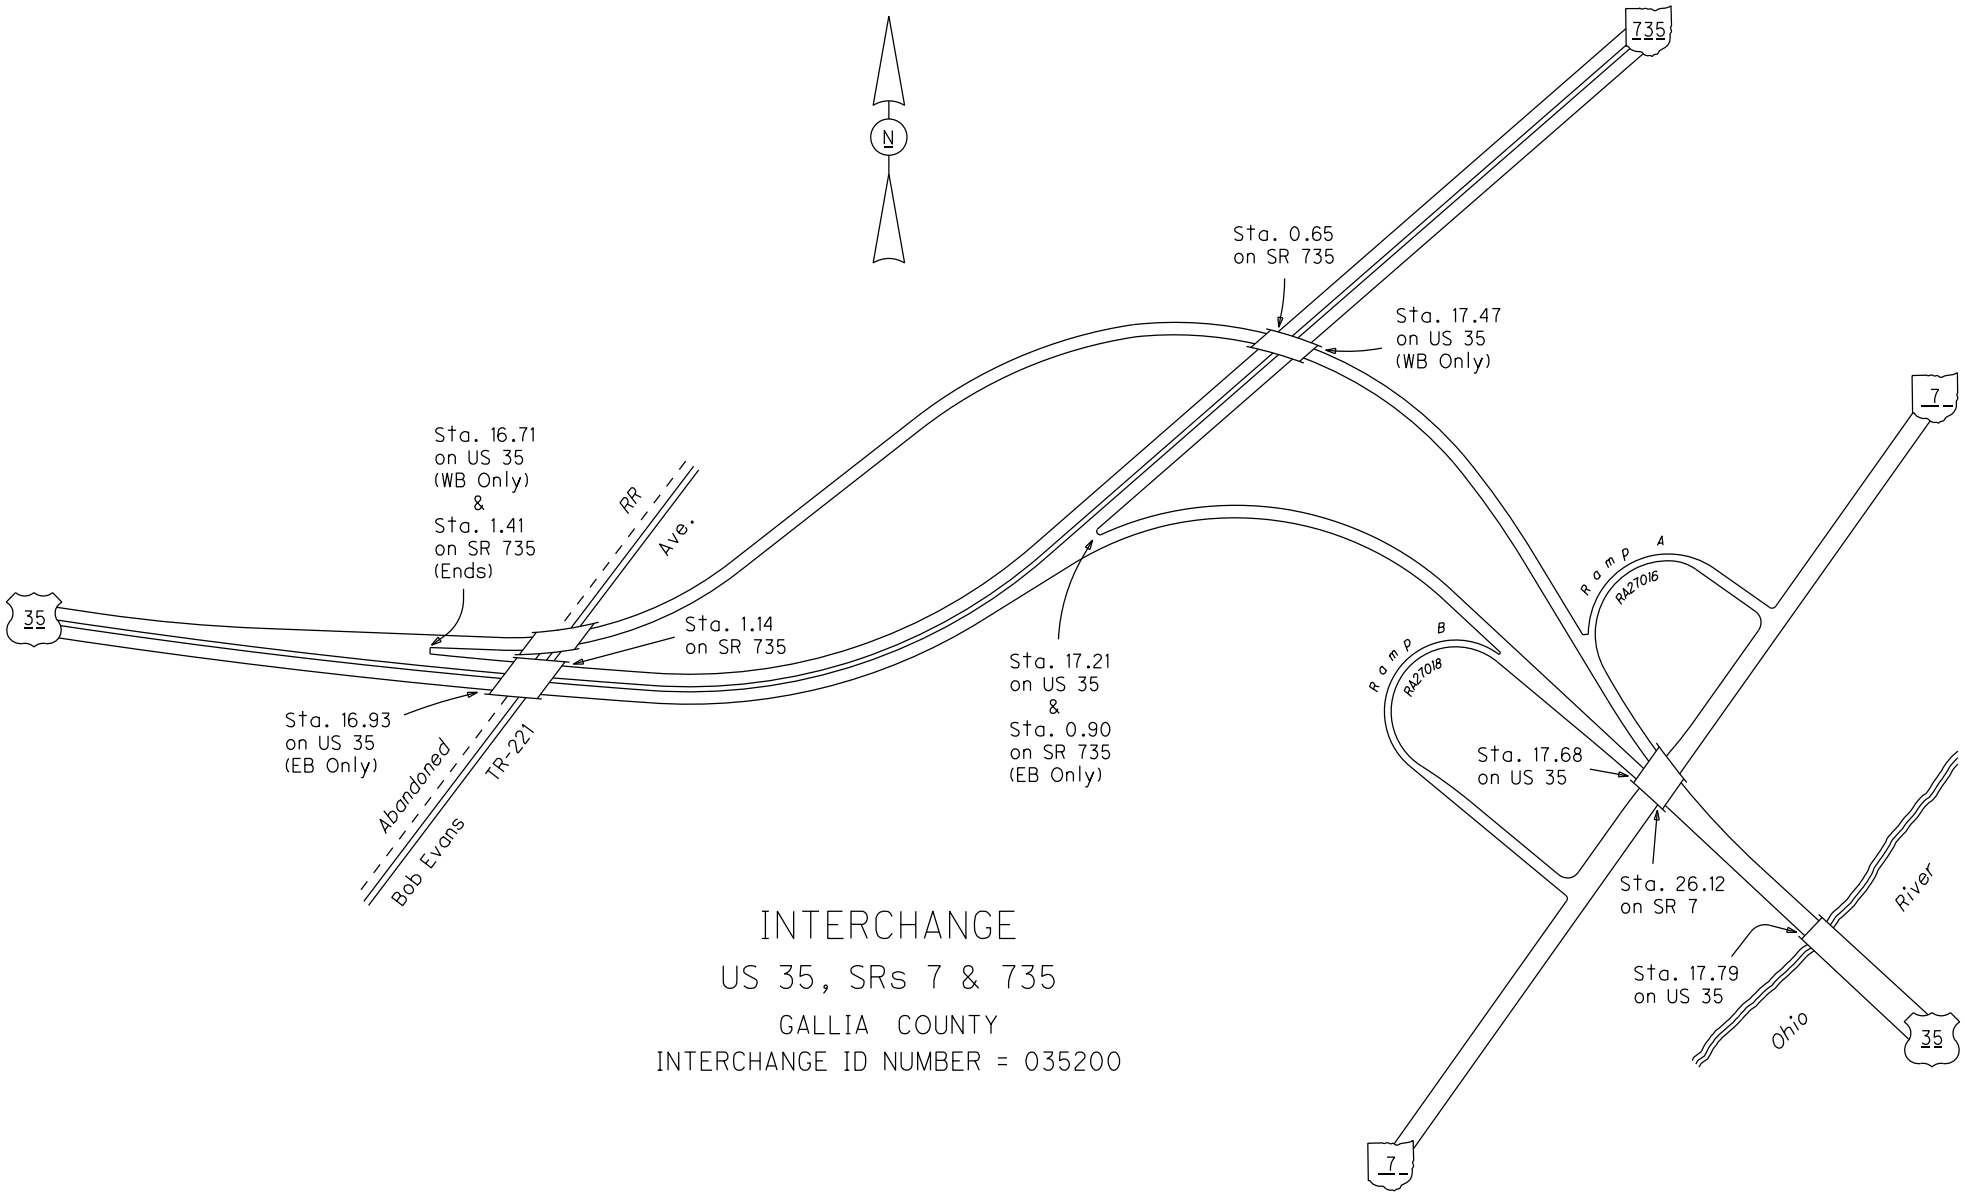 735
N
Sta. 0.65
on SR 735
Sta. 17.47
on US 35
(WB Only)
7
Sta. 16.71
on US 35
(WB Only)
&
Sta. 1.41
on SR 735
(Ends)
RR
Ave.
35
Sta. 1.14
on SR 735
Ramp A
RA27016
Ramp B
RA27018
Sta. 17.21
on US 35
&
Sta. 0.90
on SR 735
(EB Only)
Sta. 16.93
on US 35
(EB Only)
Abandoned
TR-221
Bob Evans
Sta. 17.68
on US 35
Sta. 26.12
on SR 7
River
Sta. 17.79
on US 35
Ohio
35
7
INTERCHANGE
US 35, SRs 7 & 735
GALLIA COUNTY
INTERCHANGE ID NUMBER = 035200